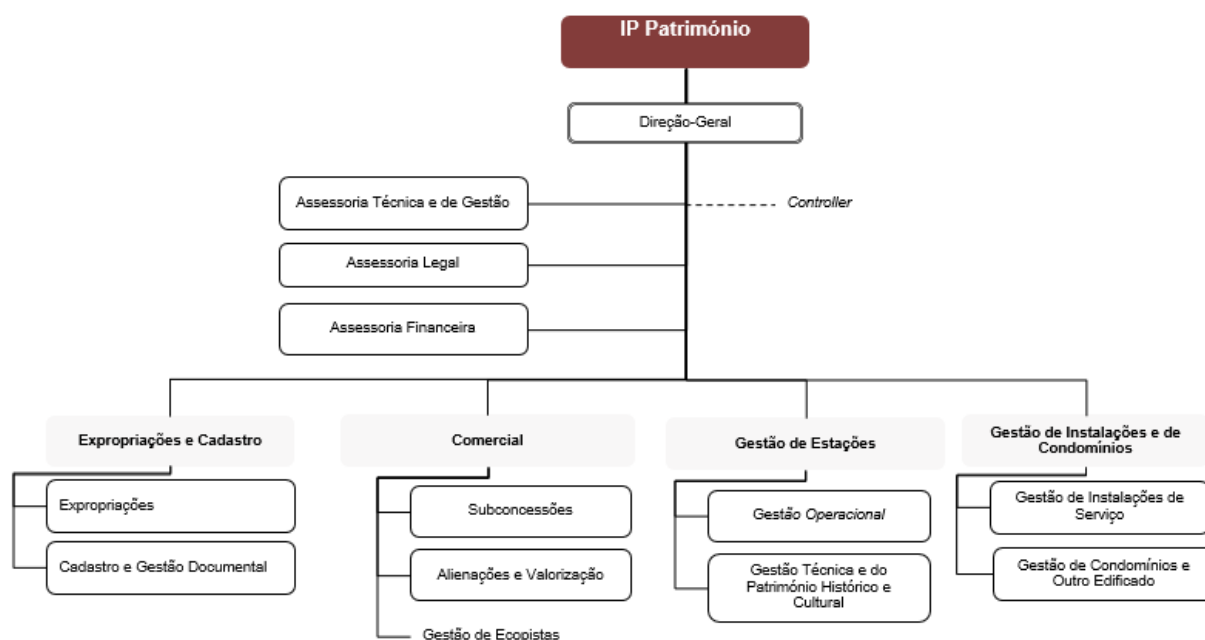 IP Património
Direção-Geral
Assessoria Técnica e de Gestão
Controller
Assessoria Legal
Assessoria Financeira
Expropriações e Cadastro
Expropriações
Cadastro e Gestão Documental
Comercial
Subconcessões
Alienações e Valorização
Gestão de Ecopistas
Gestão de Estações
Gestão Operacional
Gestão Técnica e do
Património Histórico e
Cultural
Gestão de Instalações e de
Condomínios
Gestão de Instalações de
Serviço
Gestão de Condomínios e
Outro Edificado